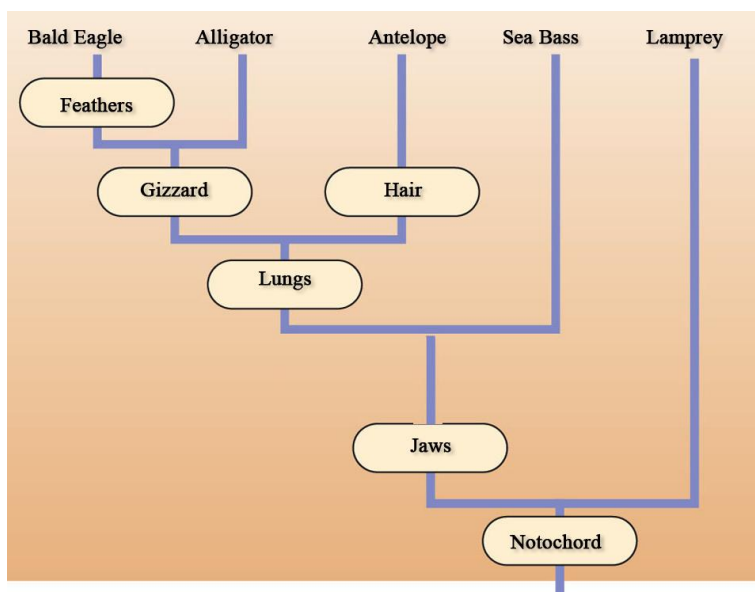 Bald Eagle Alligator Antelope Sea Bass Lamprey
Feathers
Gizzard Hair
Lungs
Jaws
Notochord